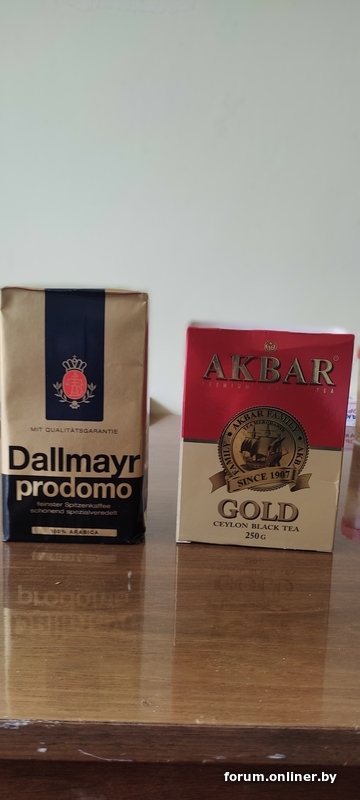 MIT QUALITÄTSGARANTIE
Dallmayr
prodomo
feinster Spitzenkaffee
schonend spezialveredelt
100% ARABICA
AKBAR
AKBAR FAMILY
SINCE 1907
GOLD
CEYLON BLACK TEA
250 G
forum.onliner.by